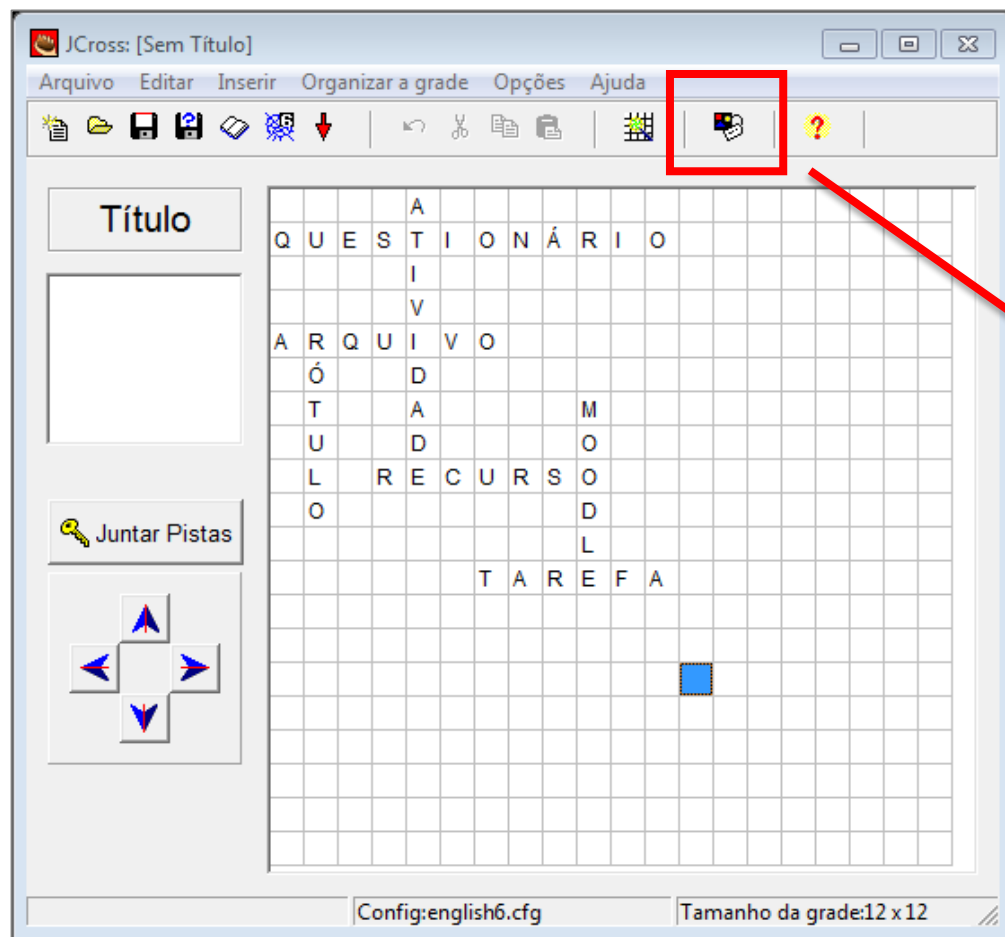 JCross: [Sem Título]
Arquivo Editar Inserir Organizar a grade Opções Ajuda
Título
A
Q U E S T I O N Á R I O
I
V
A R Q U I V O
Ó D
T A M
U D O
L R E C U R S O
O D
L
T A R E F A
Juntar Pistas
Config:english6.cfg
Tamanho da grade:12 x 12